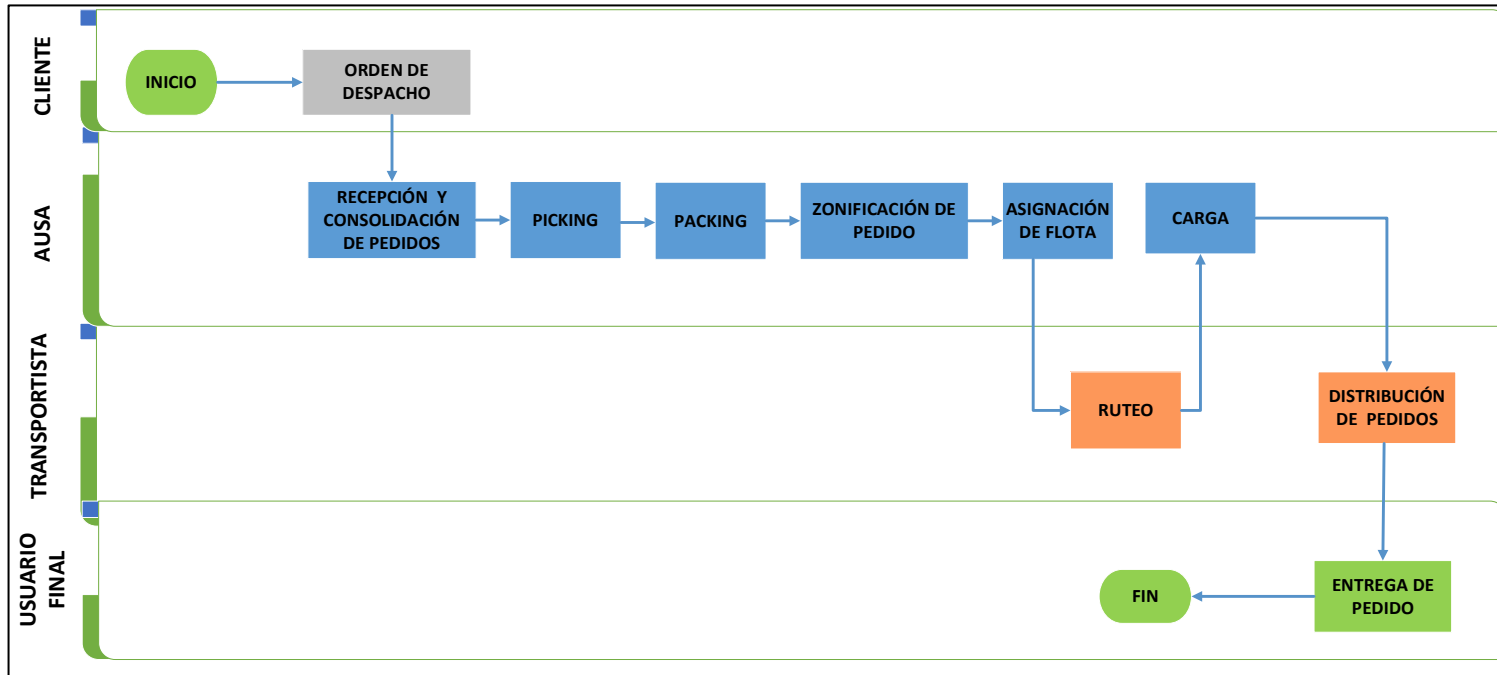 CLIENTE
INICIO
ORDEN DE
DESPACHO
AUSA
RECEPCIÓN Y
CONSOLIDACIÓN
DE PEDIDOS
PICKING
PACKING
ZONIFICACIÓN DE
PEDIDO
ASIGNACIÓN
DE FLOTA
CARGA
TRANSPORTISTA
RUTEO
DISTRIBUCIÓN
DE PEDIDOS
USUARIO
FINAL
FIN
ENTREGA DE
PEDIDO